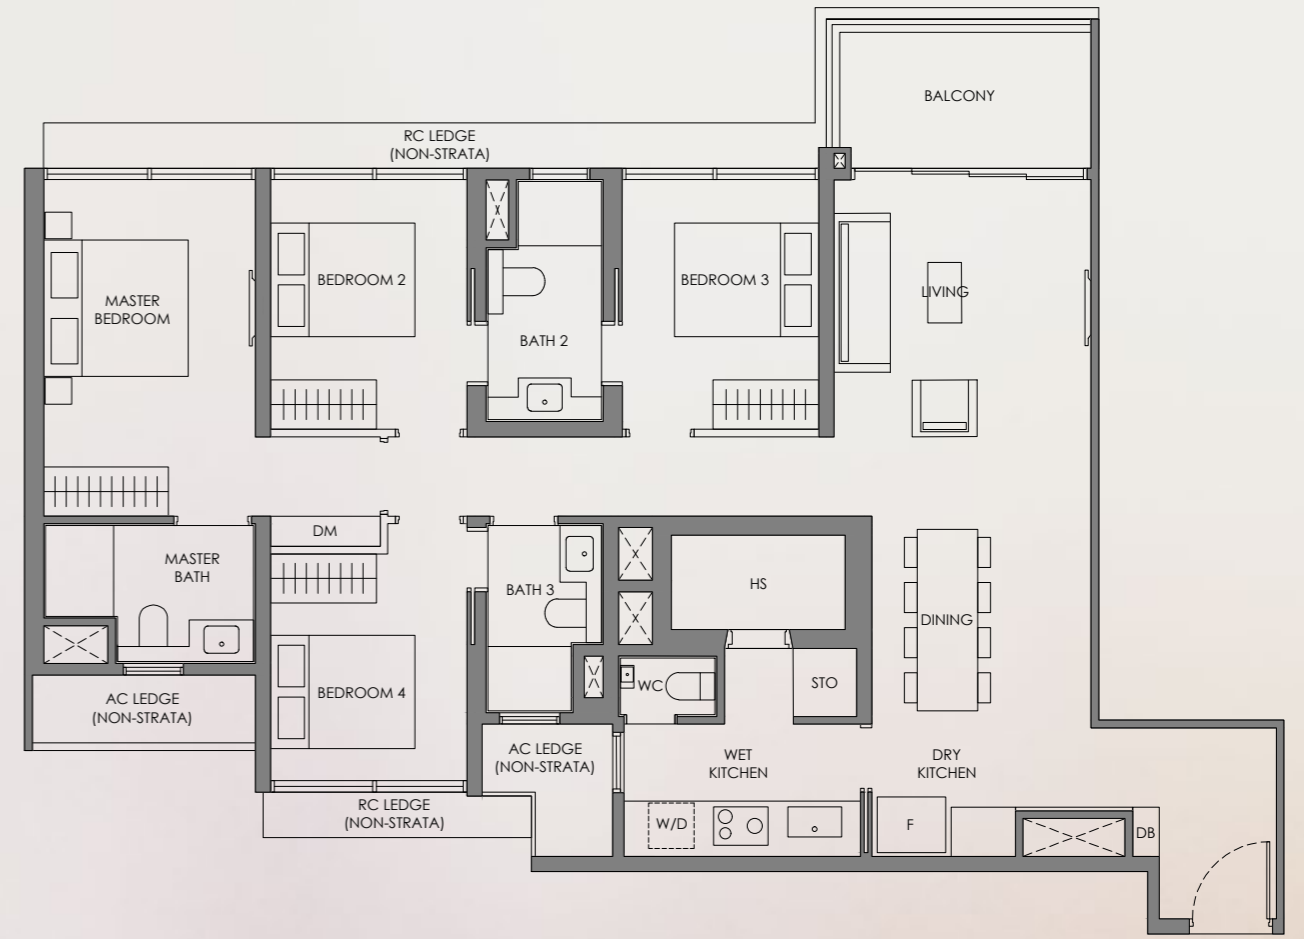 BALCONY
RC LEDGE
(NON-STRATA)
MASTER
BEDROOM
BEDROOM 2
BATH 2
BEDROOM 3
LIVING
DM
MASTER
BATH
BATH 3
HS
DINING
BEDROOM 4
WC
STO
AC LEDGE
(NON-STRATA)
AC LEDGE
(NON-STRATA)
WET
KITCHEN
DRY
KITCHEN
RC LEDGE
(NON-STRATA)
W/D
F
DB